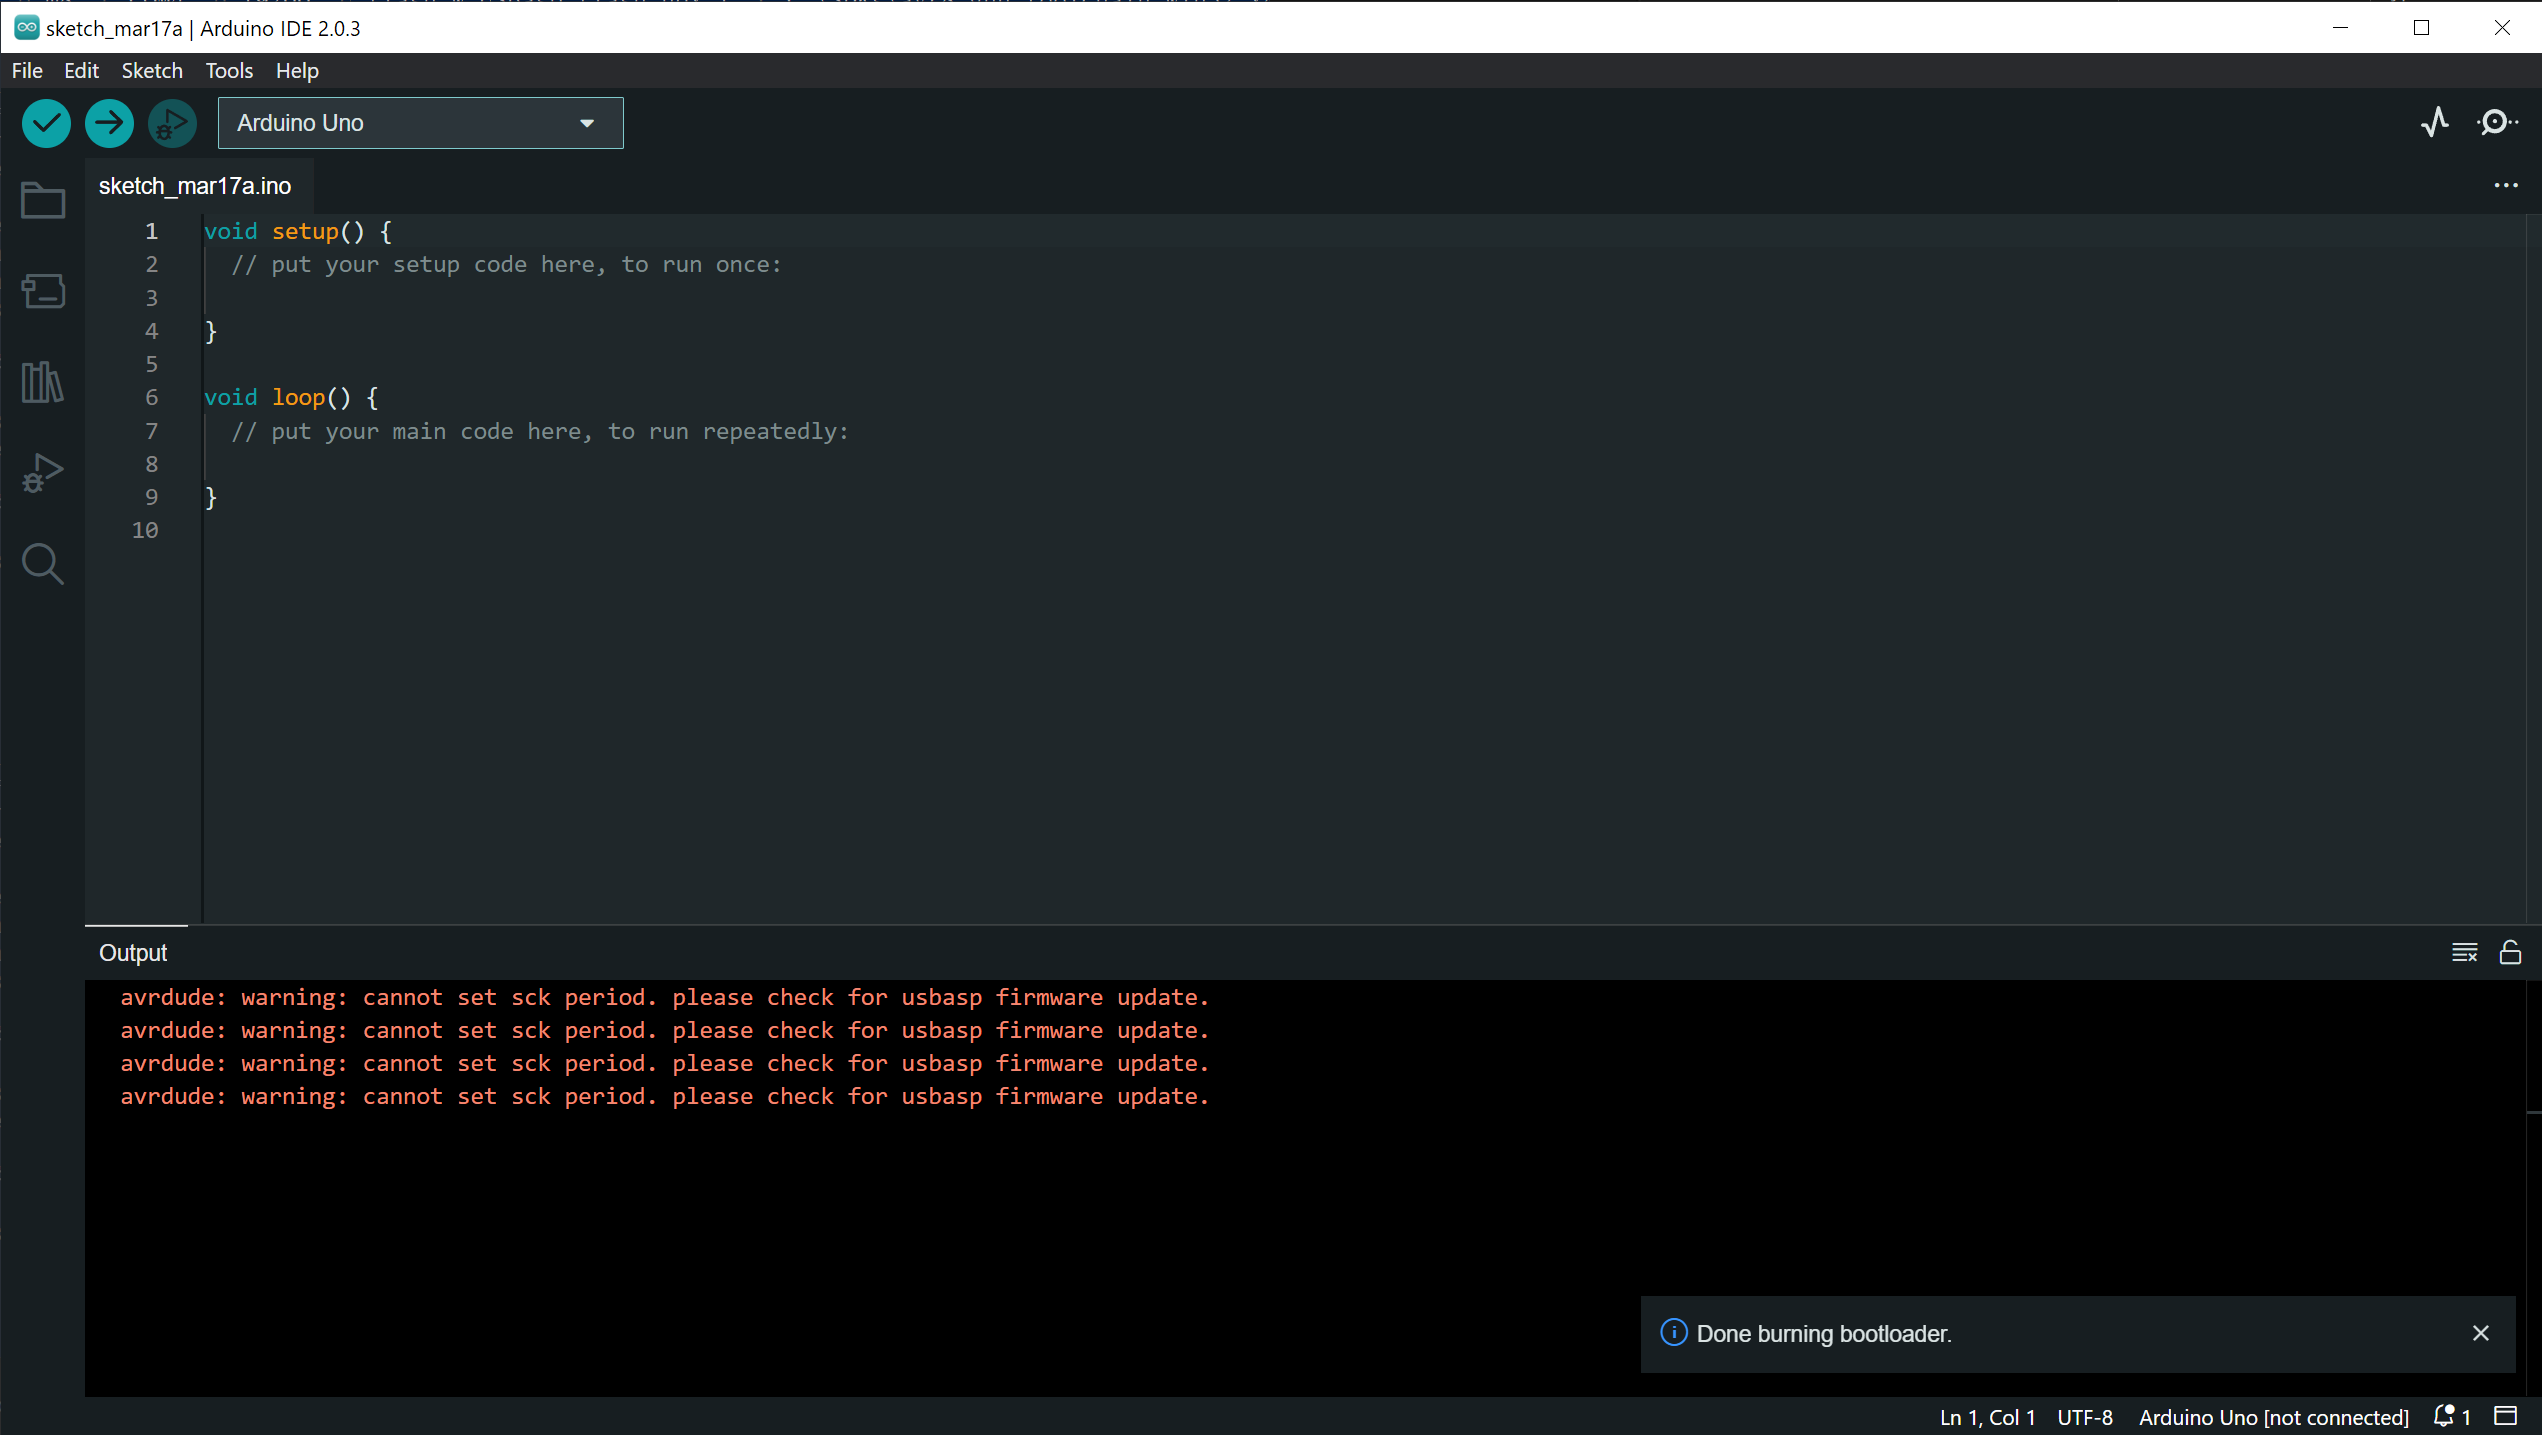 sketch_mar17a | Arduino IDE 2.0.3
File Edit Sketch Tools Help
Arduino Uno
sketch_mar17a.ino
1 void setup() {
2 // put your setup code here, to run once:
3
4 }
5
6 void loop() {
7 // put your main code here, to run repeatedly:
8
9 }
10
Output
avrdude: warning: cannot set sck period. please check for usbasp firmware update.
avrdude: warning: cannot set sck period. please check for usbasp firmware update.
avrdude: warning: cannot set sck period. please check for usbasp firmware update.
avrdude: warning: cannot set sck period. please check for usbasp firmware update.
Done burning bootloader.
Ln 1, Col 1 UTF-8 Arduino Uno [not connected] 1